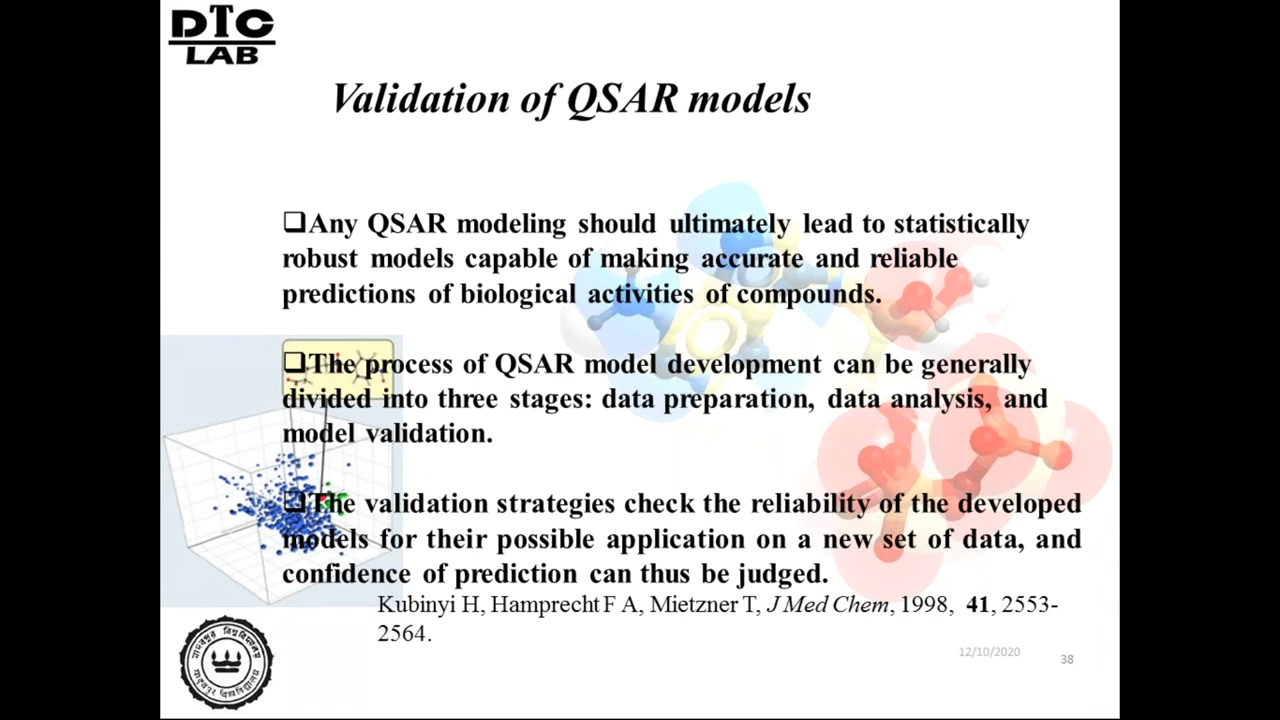 DTC
LAB
Validation of QSAR models
❑Any QSAR modeling should ultimately lead to statistically
robust models capable of making accurate and reliable
predictions of biological activities of compounds.
❑The process of QSAR model development can be generally
divided into three stages: data preparation, data analysis, and
model validation.
❑The validation strategies check the reliability of the developed
models for their possible application on a new set of data, and
confidence of prediction can thus be judged.
Kubinyi H, Hamprecht F A, Mietzner T, J Med Chem, 1998, 41, 2553-
2564.
12/10/2020
38
যাদবপুর বিশ্ববিদ্যালয়